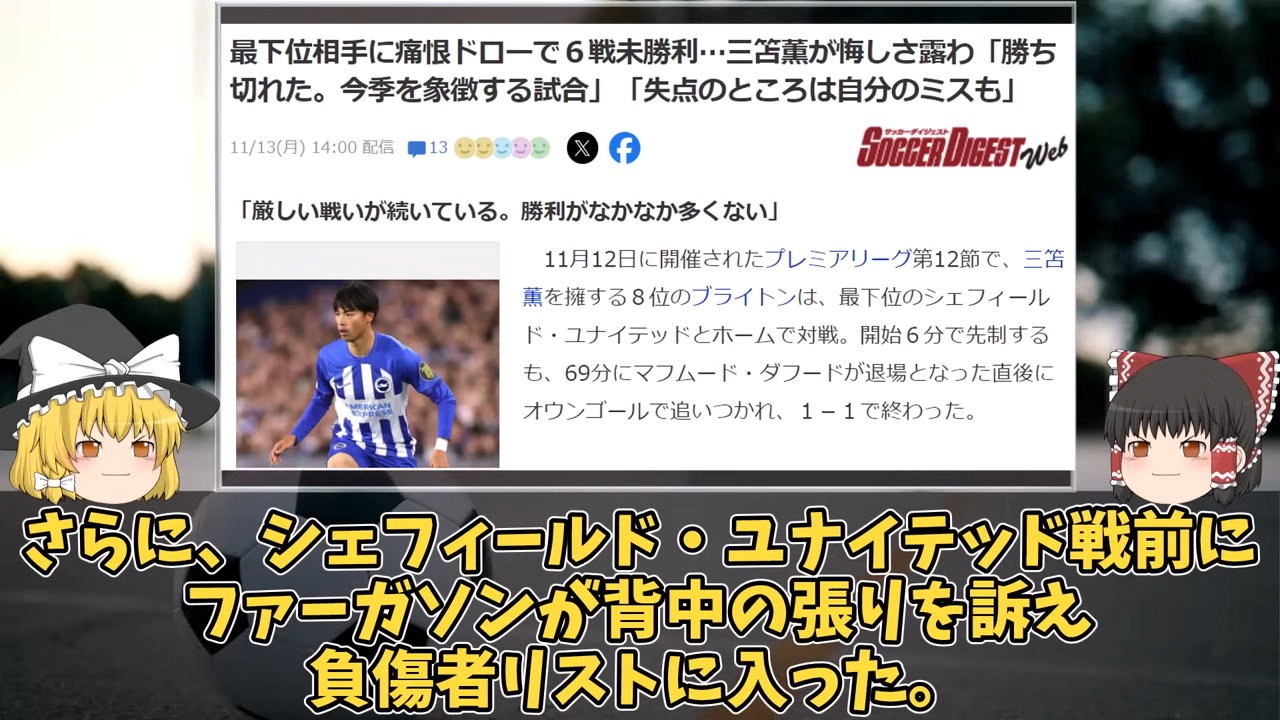 最下位相手に痛恨ドローで６戦未勝利…三笘薫が悔しさ露わ「勝ち
切れた。今季を象徴する試合」「失点のところは自分のミスも」
11/13(月) 14:00 配信
13
サッカーダイジェスト
SOCCER DIGEST Web
「厳しい戦いが続いている。勝利がなかなか多くない」
11月12日に開催されたプレミアリーグ第12節で、三笘
薫を擁する８位のブライトンは、最下位のシェフィール
ド・ユナイテッドとホームで対戦。開始６分で先制する
も、69分にマフムード・ダフードが退場となった直後に
オウンゴールで追いつかれ、１－１で終わった。
AMERICAN
EXPRESS
さらに、シェフィールド・ユナイテッド戦前に
ファーガソンが背中の張りを訴え
負傷者リストに入った。